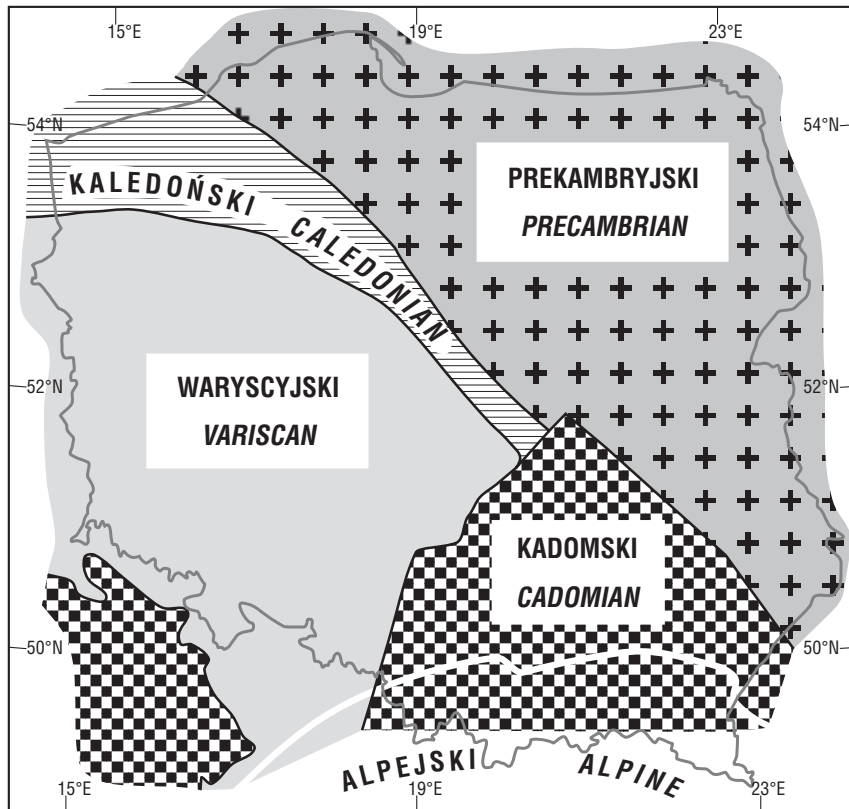 15°E 19°E 23°E
54°N 54°N
PREKAMBRYJSKI
PRECAMBRIAN
KALEDOŃSKI CALEDONIAN
52°N 52°N
WARYSCYJSKI
VARISCAN
KADOMSKI
CADOMIAN
50°N 50°N
ALPEJSKI ALPINE
15°E 19°E 23°E